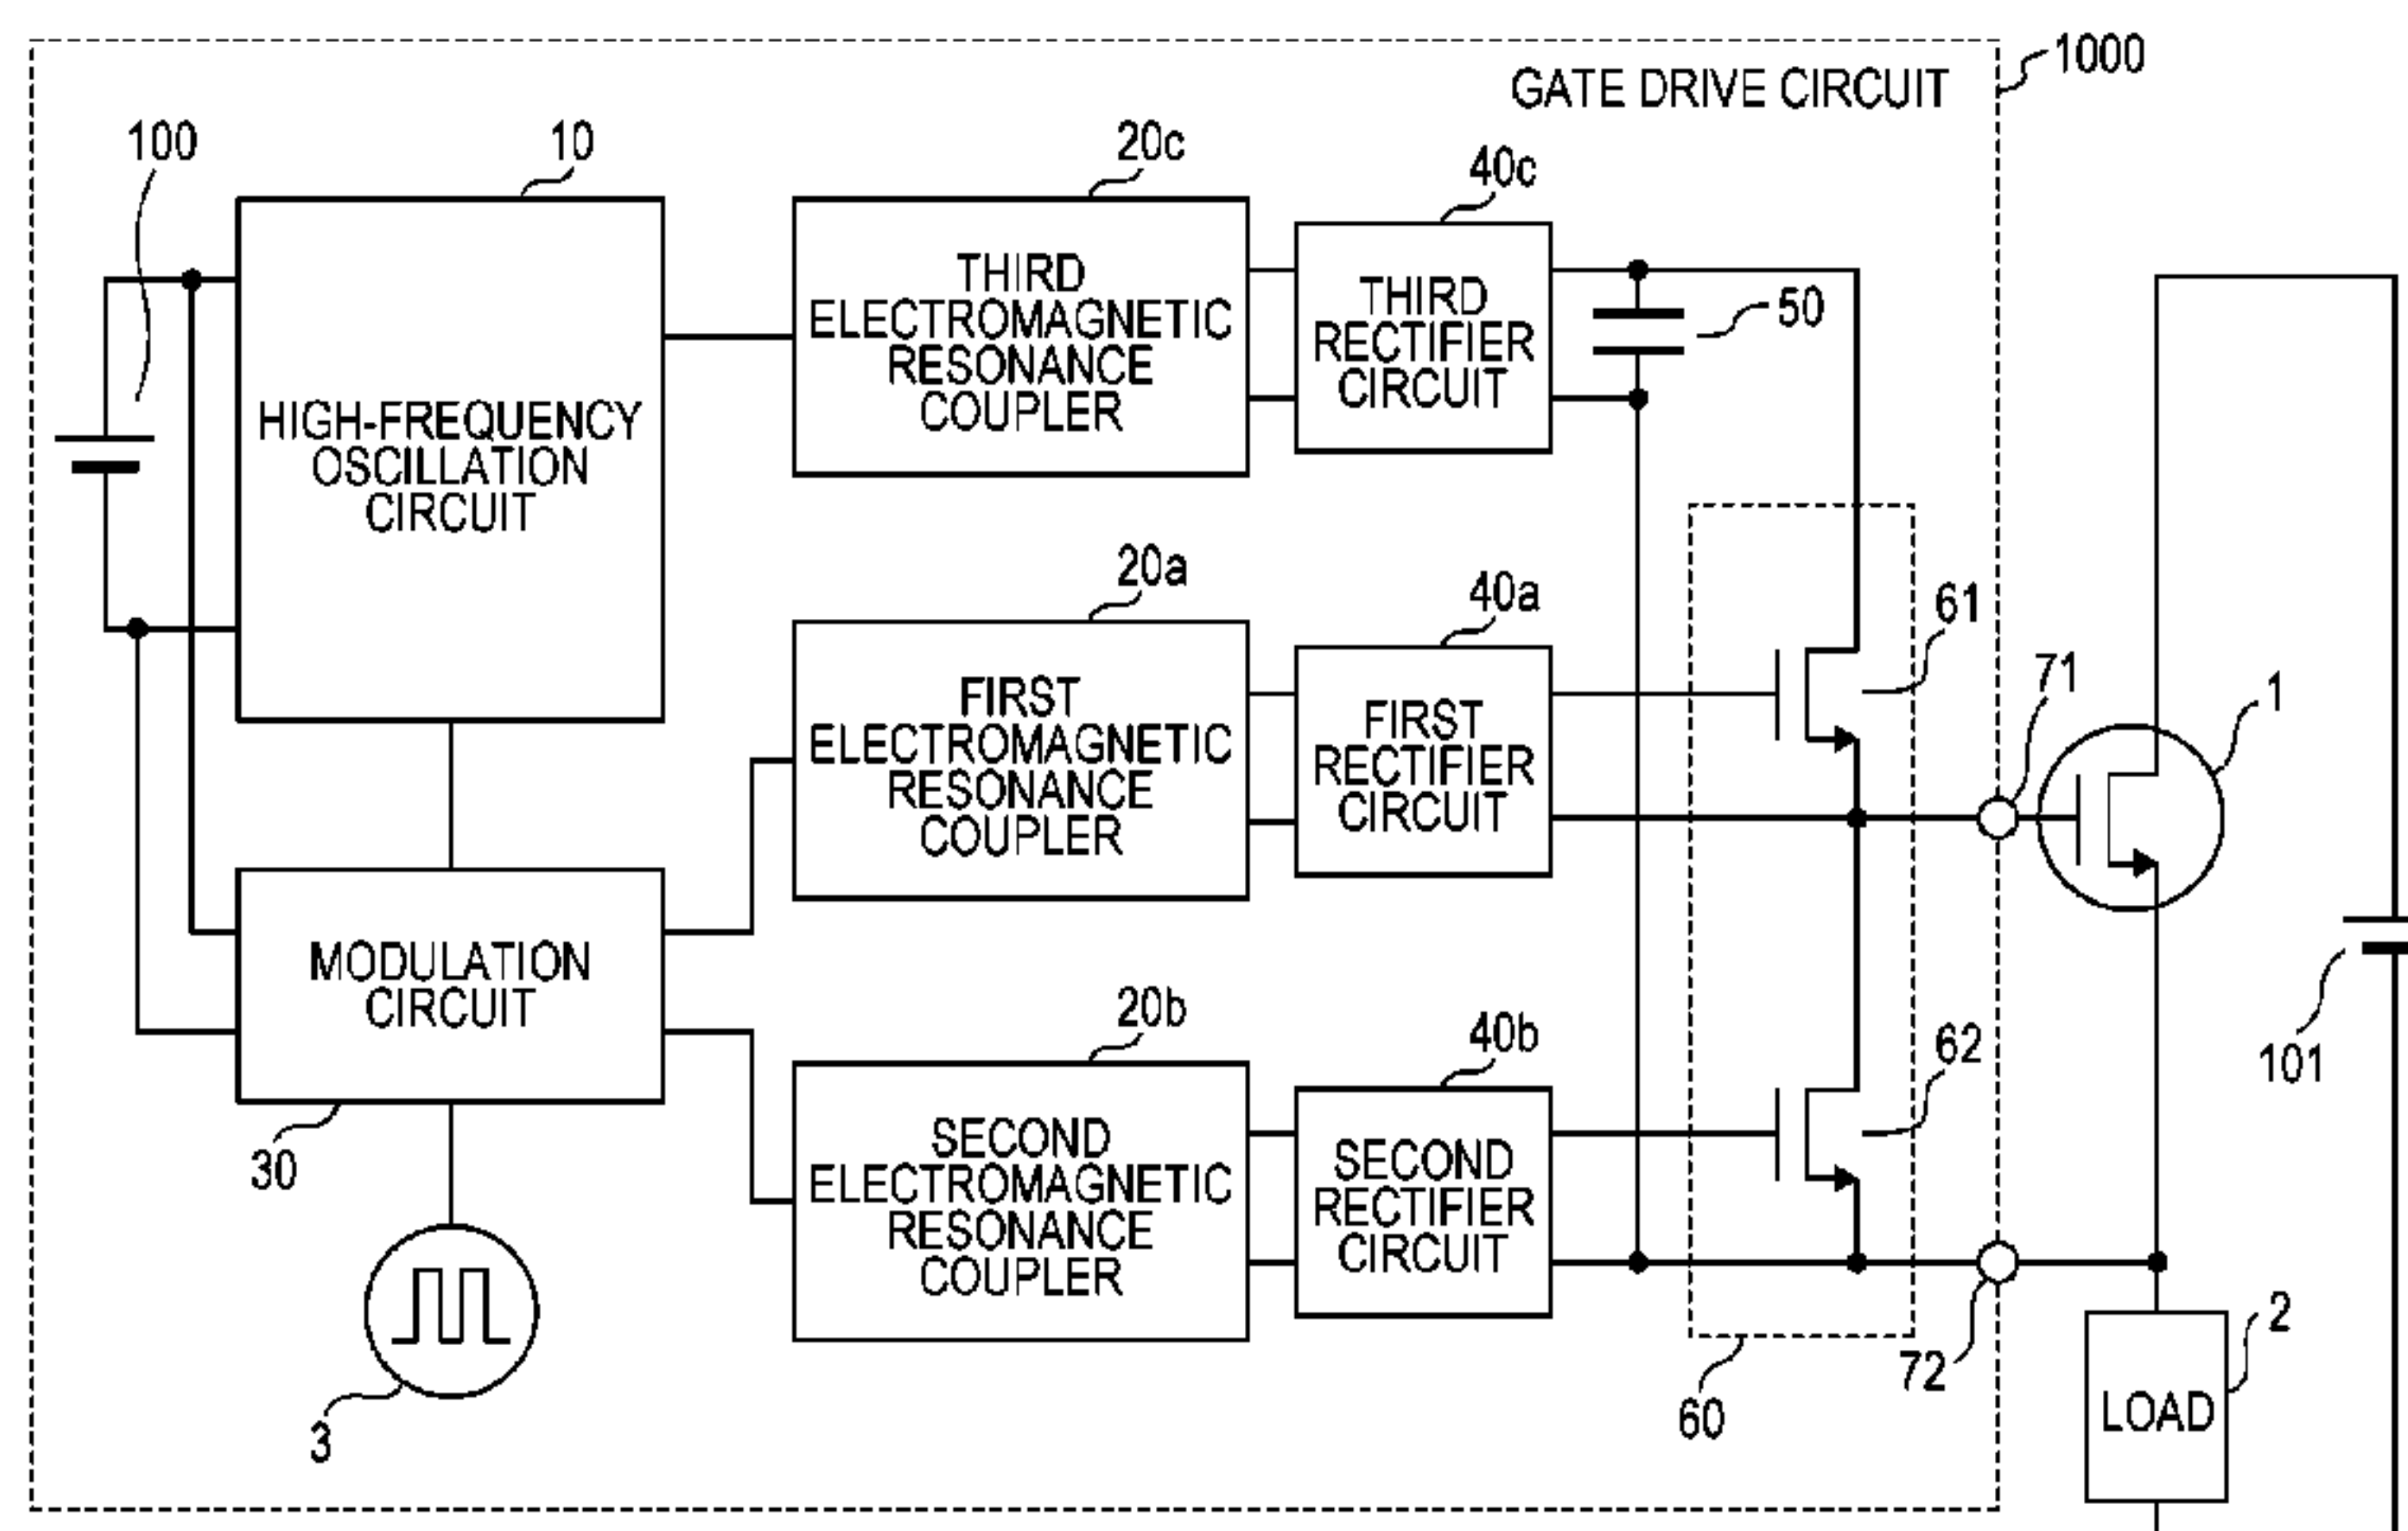 1000
GATE DRIVE CIRCUIT
100
10
20c
40c
HIGH-FREQUENCY
OSCILLATION
CIRCUIT
THIRD
ELECTROMAGNETIC
RESONANCE
COUPLER
THIRD
RECTIFIER
CIRCUIT
50
20a
40a
61
71
1
FIRST
ELECTROMAGNETIC
RESONANCE
COUPLER
FIRST
RECTIFIER
CIRCUIT
MODULATION
CIRCUIT
30
20b
40b
62
101
SECOND
ELECTROMAGNETIC
RESONANCE
COUPLER
SECOND
RECTIFIER
CIRCUIT
3
60
72
2
LOAD